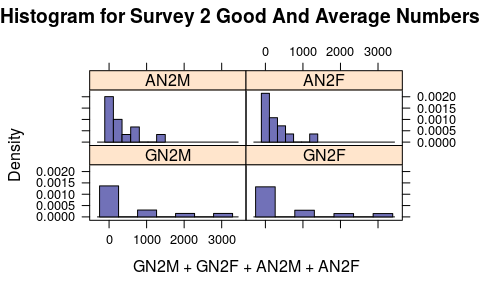 Histogram for Survey 2 Good And Average Numbers
0 1000 2000 3000
AN2M AN2F
0.0020
0.0015
0.0010
0.0005
0.0000
GN2M GN2F
0.0020
0.0015
0.0010
0.0005
0.0000
0 1000 2000 3000
Density
GN2M + GN2F + AN2M + AN2F